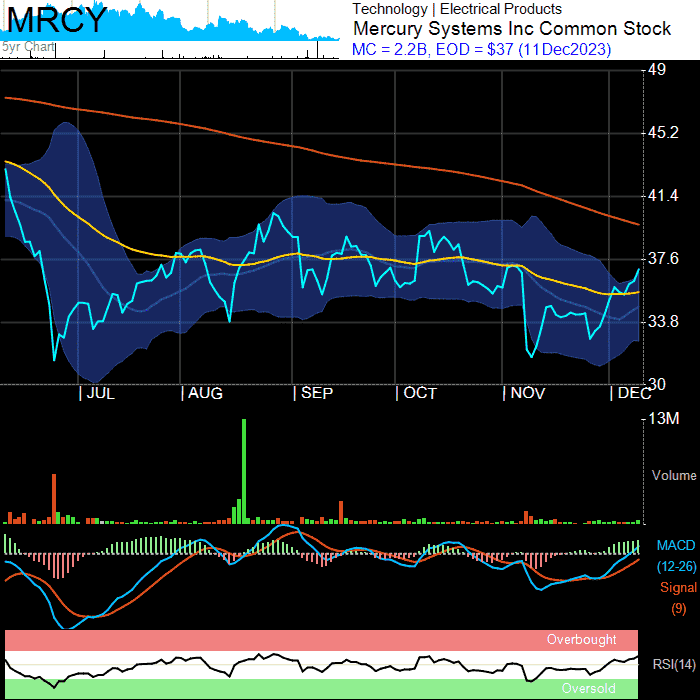 MRCY
5yr Chart
Technology | Electrical Products
Mercury Systems Inc Common Stock
MC = 2.2B, EOD = $37 (11Dec2023)
49
45.2
41.4
37.6
33.8
30
JUL AUG SEP OCT NOV DEC
13M
Volume
MACD
(12-26)
Signal
(9)
Overbought
RSI(14)
Oversold